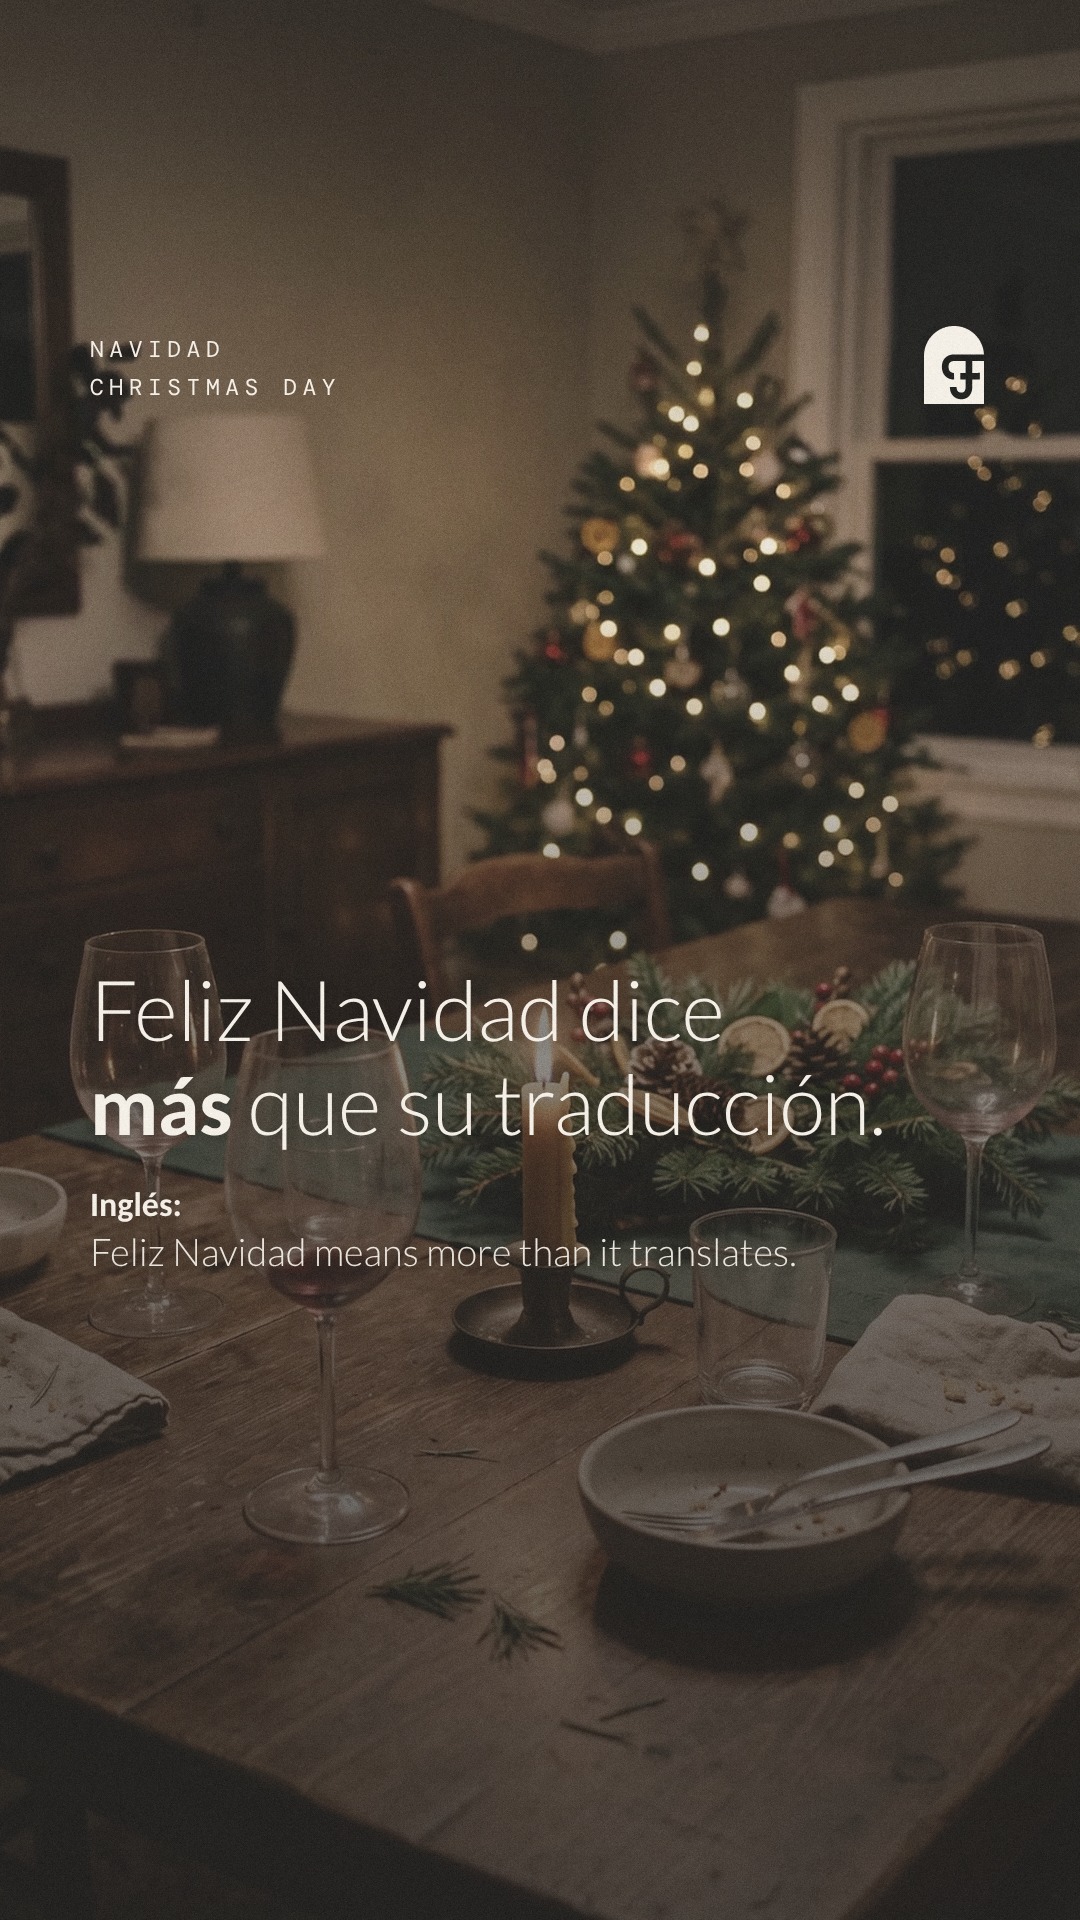 NAVIDAD
CHRISTMAS DAY
Feliz Navidad dice
más que su traducción.
Inglés:
Feliz Navidad means more than it translates.